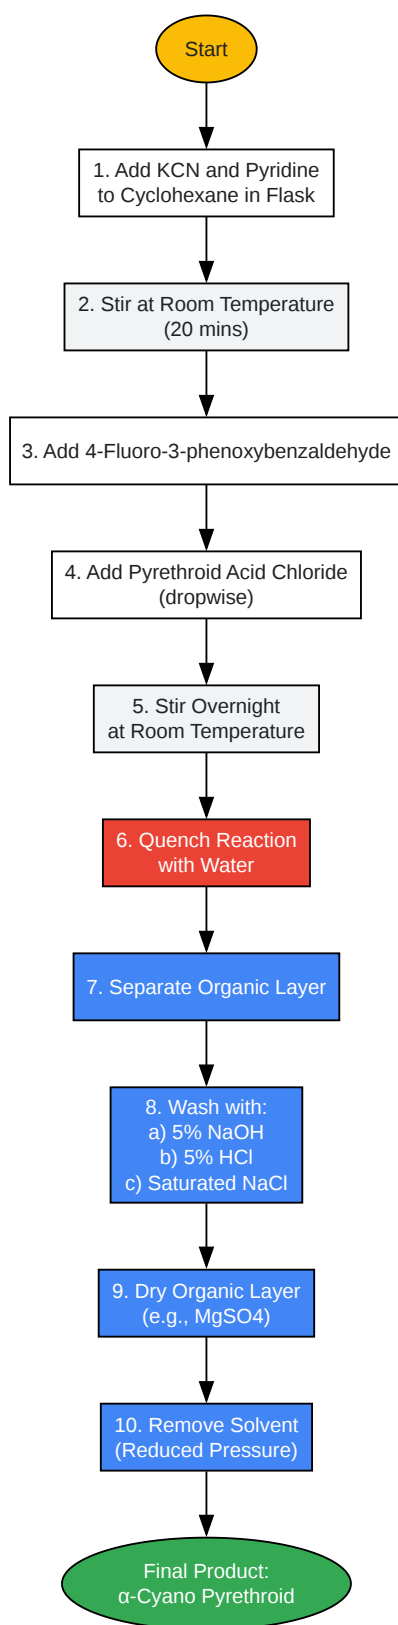 Start
1. Add KCN and Pyridine
to Cyclohexane in Flask
2. Stir at Room Temperature
(20 mins)
3. Add 4-Fluoro-3-phenoxybenzaldehyde
4. Add Pyrethroid Acid Chloride
(dropwise)
5. Stir Overnight
at Room Temperature
6. Quench Reaction
with Water
7. Separate Organic Layer
8. Wash with:
a) 5% NaOH
b) 5% HCl
c) Saturated NaCl
9. Dry Organic Layer
(e.g., MgSO4)
10. Remove Solvent
(Reduced Pressure)
Final Product:
α-Cyano Pyrethroid